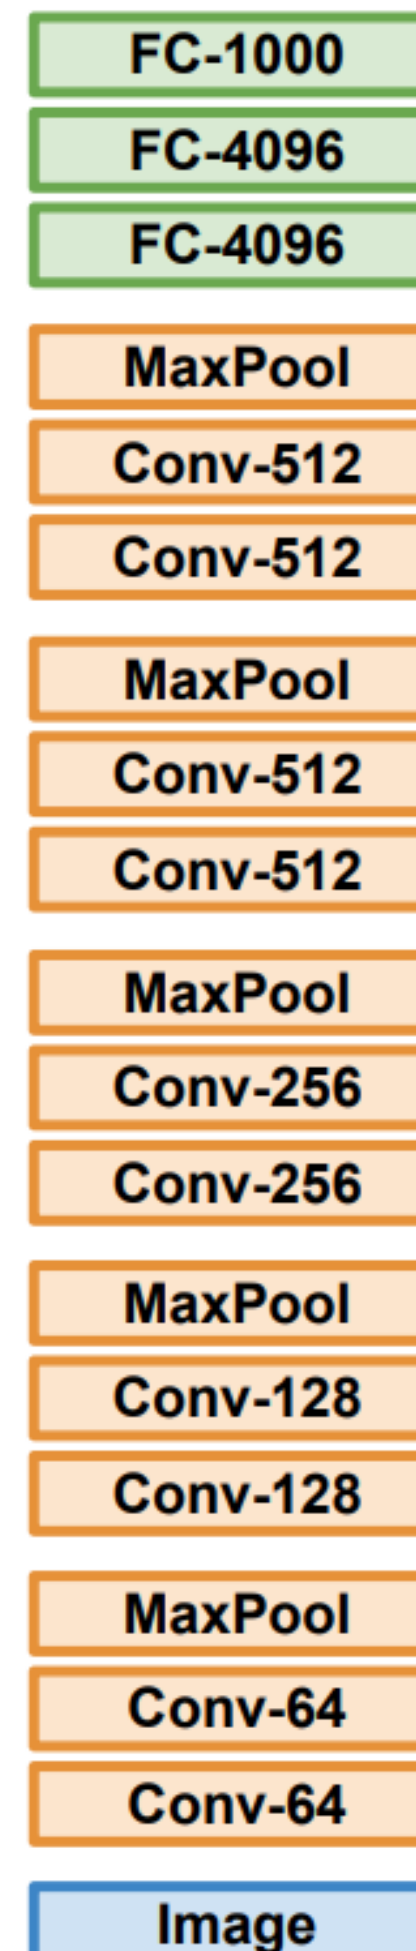 FC-1000
FC-4096
FC-4096
MaxPool
Conv-512
Conv-512
MaxPool
Conv-512
Conv-512
MaxPool
Conv-256
Conv-256
MaxPool
Conv-128
Conv-128
MaxPool
Conv-64
Conv-64
Image